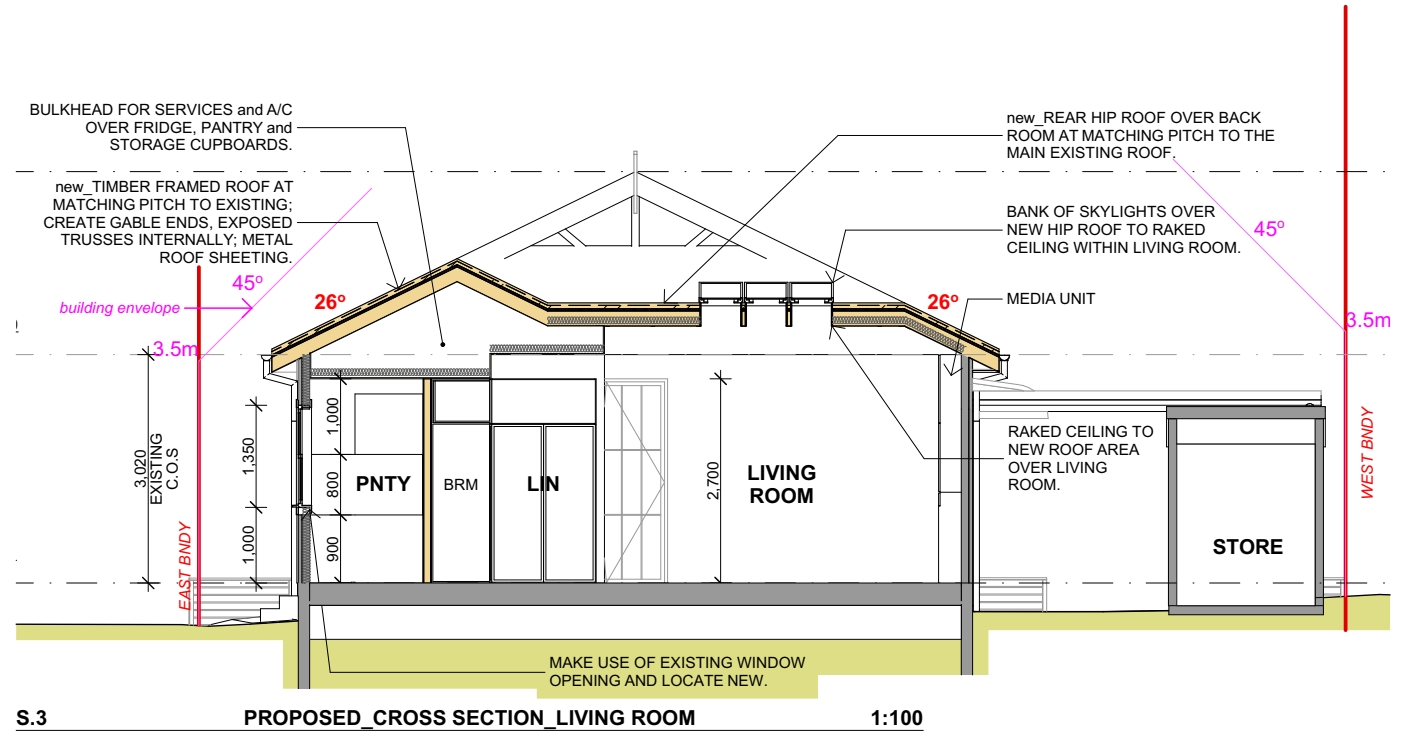 BULKHEAD FOR SERVICES and A/C
OVER FRIDGE, PANTRY and
STORAGE CUPBOARDS.
new_TIMBER FRAMED ROOF AT
MATCHING PITCH TO EXISTING;
CREATE GABLE ENDS, EXPOSED
TRUSSES INTERNALLY; METAL
ROOF SHEETING.
new_REAR HIP ROOF OVER BACK
ROOM AT MATCHING PITCH TO THE
MAIN EXISTING ROOF.
BANK OF SKYLIGHTS OVER
NEW HIP ROOF TO RAKED
CEILING WITHIN LIVING ROOM.
45º
45º
building envelope
26º
26º
MEDIA UNIT
3.5m
3.5m
3,020
EXISTING
C.O.S
1,350
1,000
1,000
800
900
PNTY
BRM
LIN
2,700
LIVING
ROOM
RAKED CEILING TO
NEW ROOF AREA
OVER LIVING
ROOM.
STORE
EAST BNDY
WEST BNDY
MAKE USE OF EXISTING WINDOW
OPENING AND LOCATE NEW.
S.3 PROPOSED_CROSS SECTION_LIVING ROOM 1:100